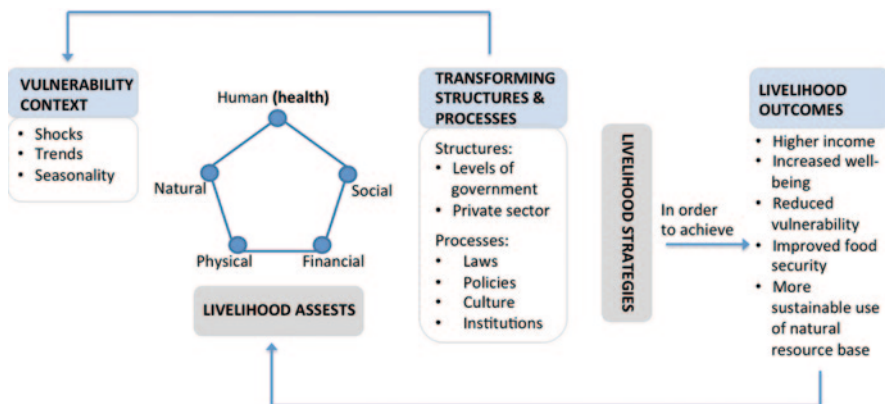 VULNERABILITY
CONTEXT
• Shocks
• Trends
• Seasonality
Human (health)
Natural
Social
Physical
Financial
LIVELIHOOD ASSESTS
TRANSFORMING
STRUCTURES &
PROCESSES
Structures:
• Levels of
government
• Private sector
Processes:
• Laws
• Policies
• Culture
• Institutions
LIVELIHOOD STRATEGIES
In order
to achieve
LIVELIHOOD
OUTCOMES
• Higher income
• Increased well-
being
• Reduced
vulnerability
• Improved food
security
• More
sustainable use
of natural
resource base